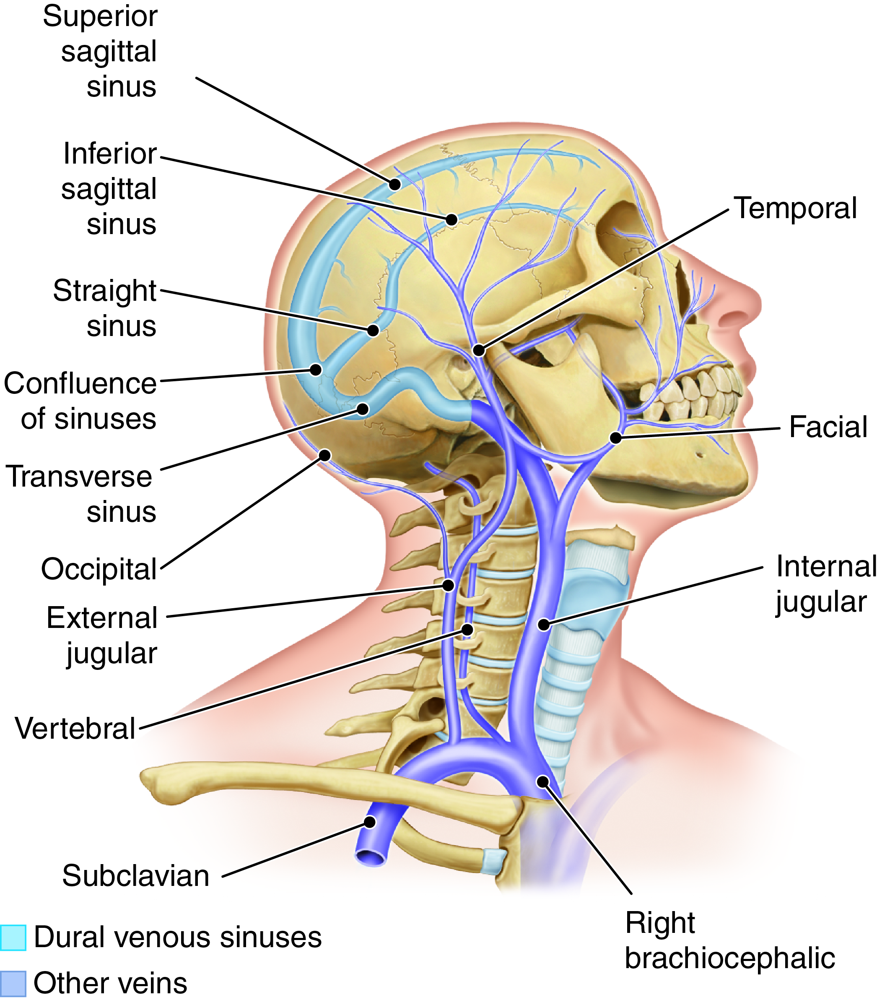 Superior
sagittal
sinus
Inferior
sagittal
sinus
Straight
sinus
Confluence
of sinuses
Transverse
sinus
Occipital
External
jugular
Vertebral
Subclavian
Temporal
Facial
Internal
jugular
Right
brachiocephalic
Dural venous sinuses
Other veins